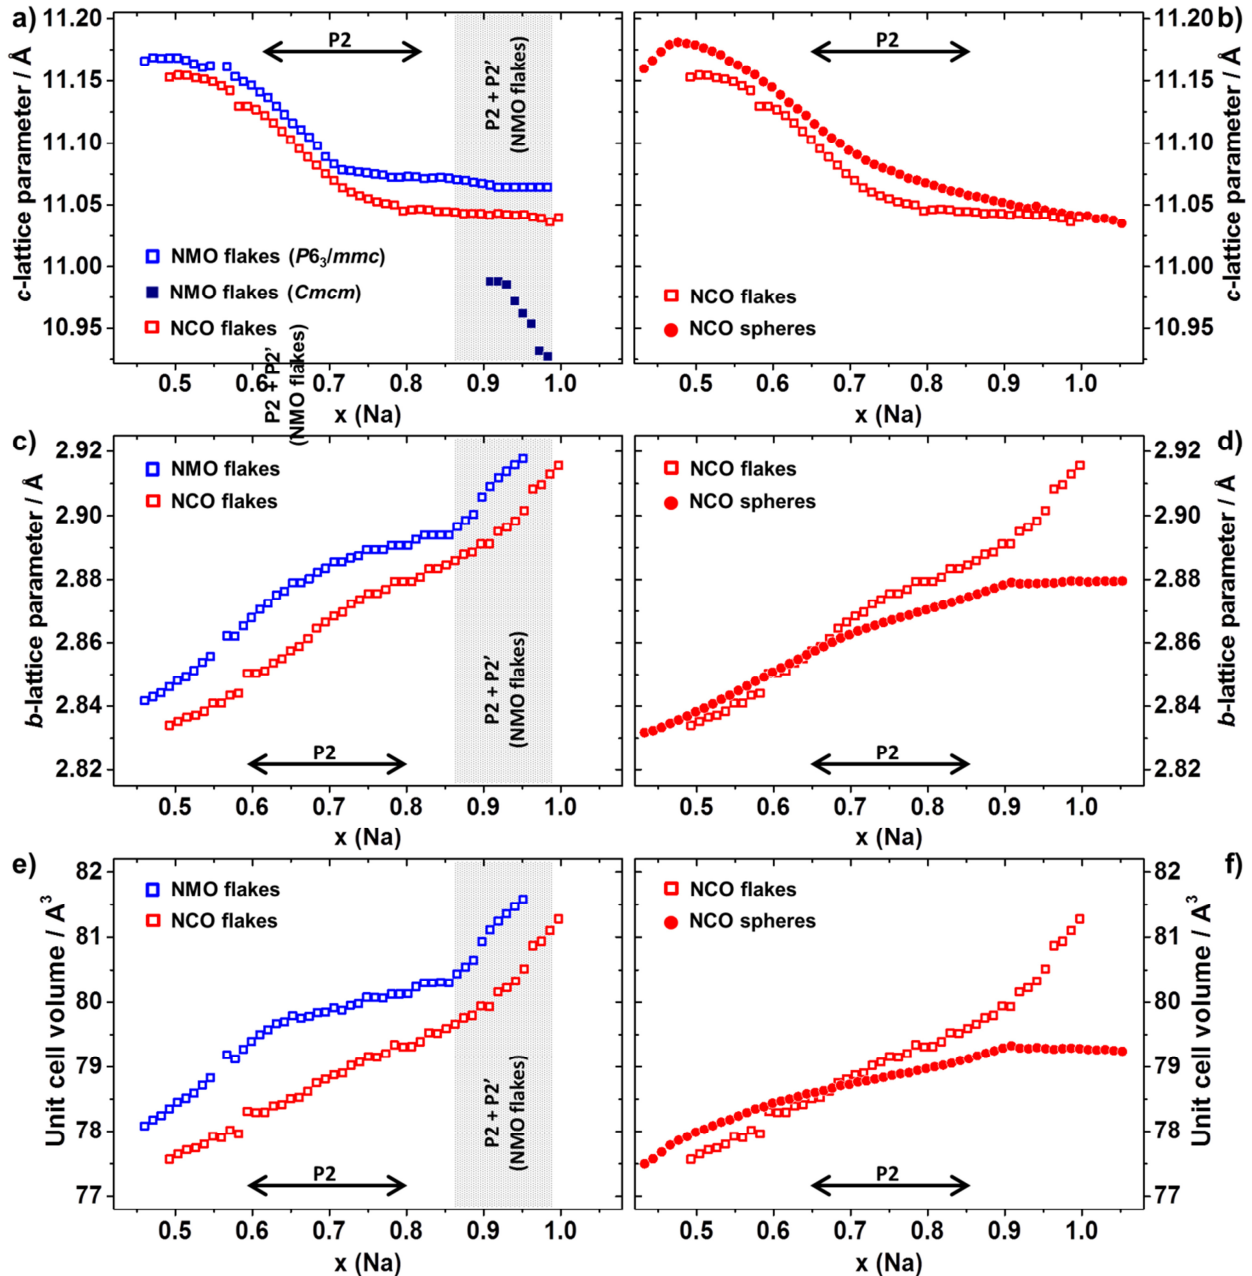 a)
11.20
11.15
11.10
11.05
11.00
10.95
c-lattice parameter / Å
P2
P2 + P2’
(NMO flakes)
NMO flakes (P6₃/mmc)
NMO flakes (Cmcm)
NCO flakes
P2 + P2’
(NMO flakes)
0.5 0.6 0.7 0.8 0.9 1.0
x (Na)
b)
11.20
11.15
11.10
11.05
11.00
10.95
c-lattice parameter / Å
P2
NCO flakes
NCO spheres
0.5 0.6 0.7 0.8 0.9 1.0
x (Na)
c)
2.92
2.90
2.88
2.86
2.84
2.82
b-lattice parameter / Å
NMO flakes
NCO flakes
P2 + P2’
(NMO flakes)
P2
0.5 0.6 0.7 0.8 0.9 1.0
x (Na)
d)
2.92
2.90
2.88
2.86
2.84
2.82
b-lattice parameter / Å
NCO flakes
NCO spheres
P2
0.5 0.6 0.7 0.8 0.9 1.0
x (Na)
e)
82
81
80
79
78
77
Unit cell volume / A³
NMO flakes
NCO flakes
P2 + P2’
(NMO flakes)
P2
0.5 0.6 0.7 0.8 0.9 1.0
x (Na)
f)
82
81
80
79
78
77
Unit cell volume / A³
NCO flakes
NCO spheres
P2
0.5 0.6 0.7 0.8 0.9 1.0
x (Na)